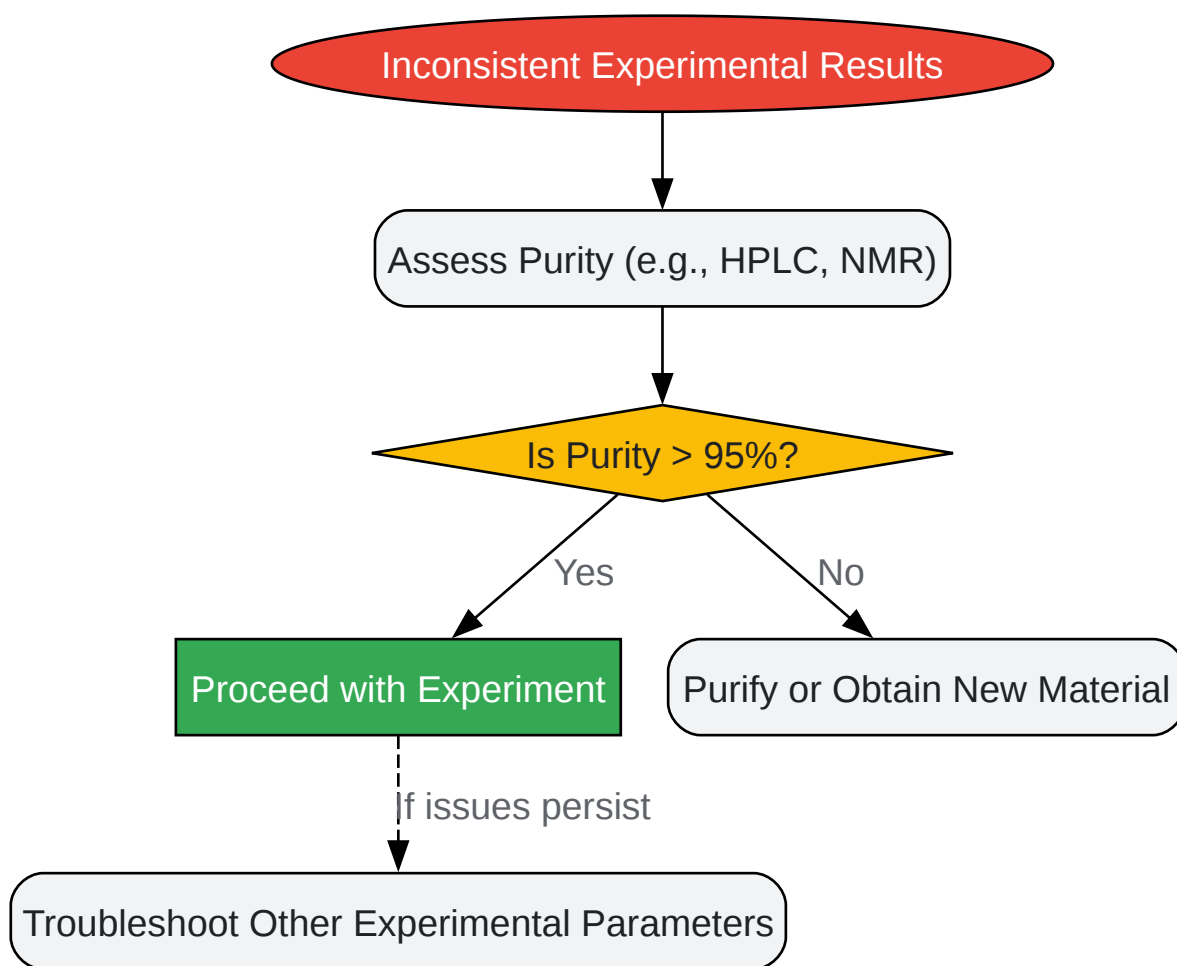 Inconsistent Experimental Results
Assess Purity (e.g., HPLC, NMR)
Is Purity > 95%?
Yes
No
Proceed with Experiment
Purify or Obtain New Material
If issues persist
Troubleshoot Other Experimental Parameters